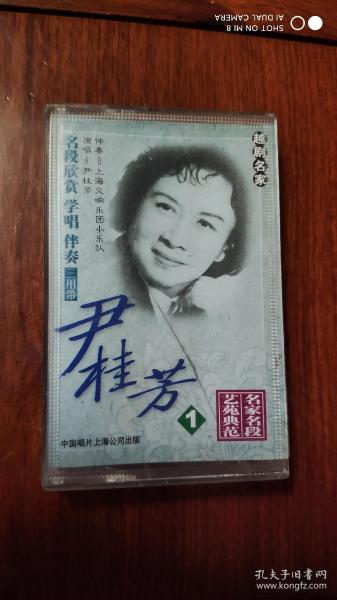 SHOT ON MI 8
AI DUAL CAMERA
越剧名家
伴奏=上海交响乐团小乐队
演唱=尹桂芳
名段欣赏 学唱 伴奏 三用带
尹桂芳
1
名家名段
艺苑典范
中国唱片上海公司出版
孔夫子旧书网